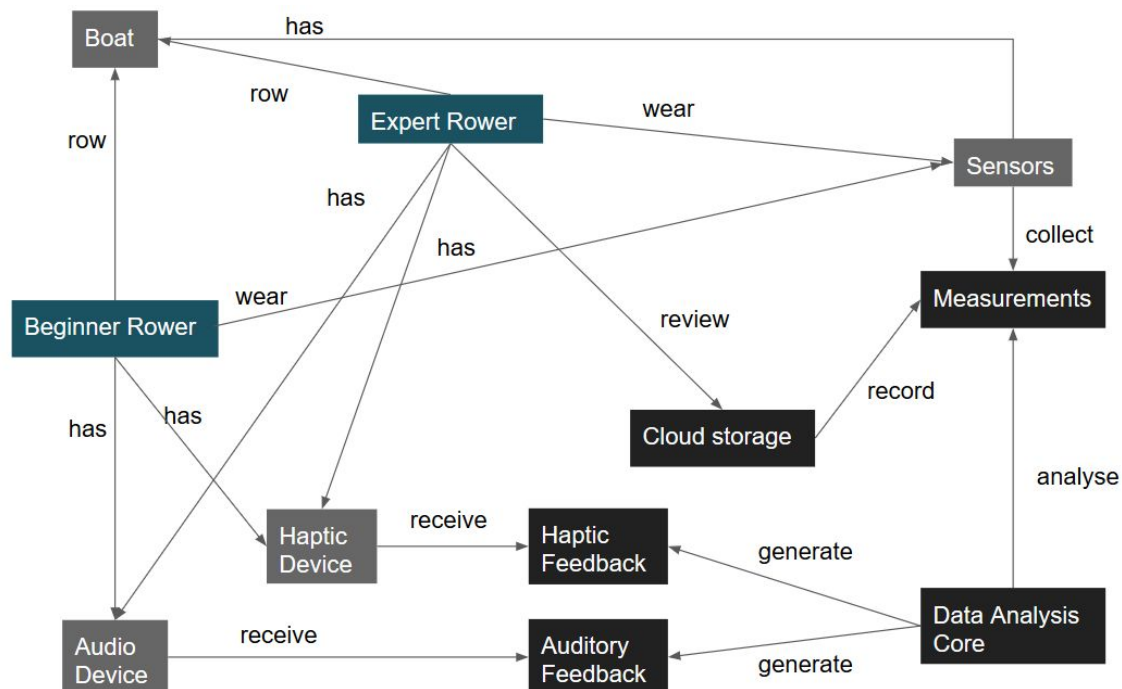 has
Boat
row
Expert Rower
wear
row
Sensors
has
has
collect
wear
Measurements
Beginner Rower
review
record
has
has
Cloud storage
analyse
Haptic
Device
receive
Haptic
Feedback
generate
Data Analysis
Core
Audio
Device
receive
Auditory
Feedback
generate